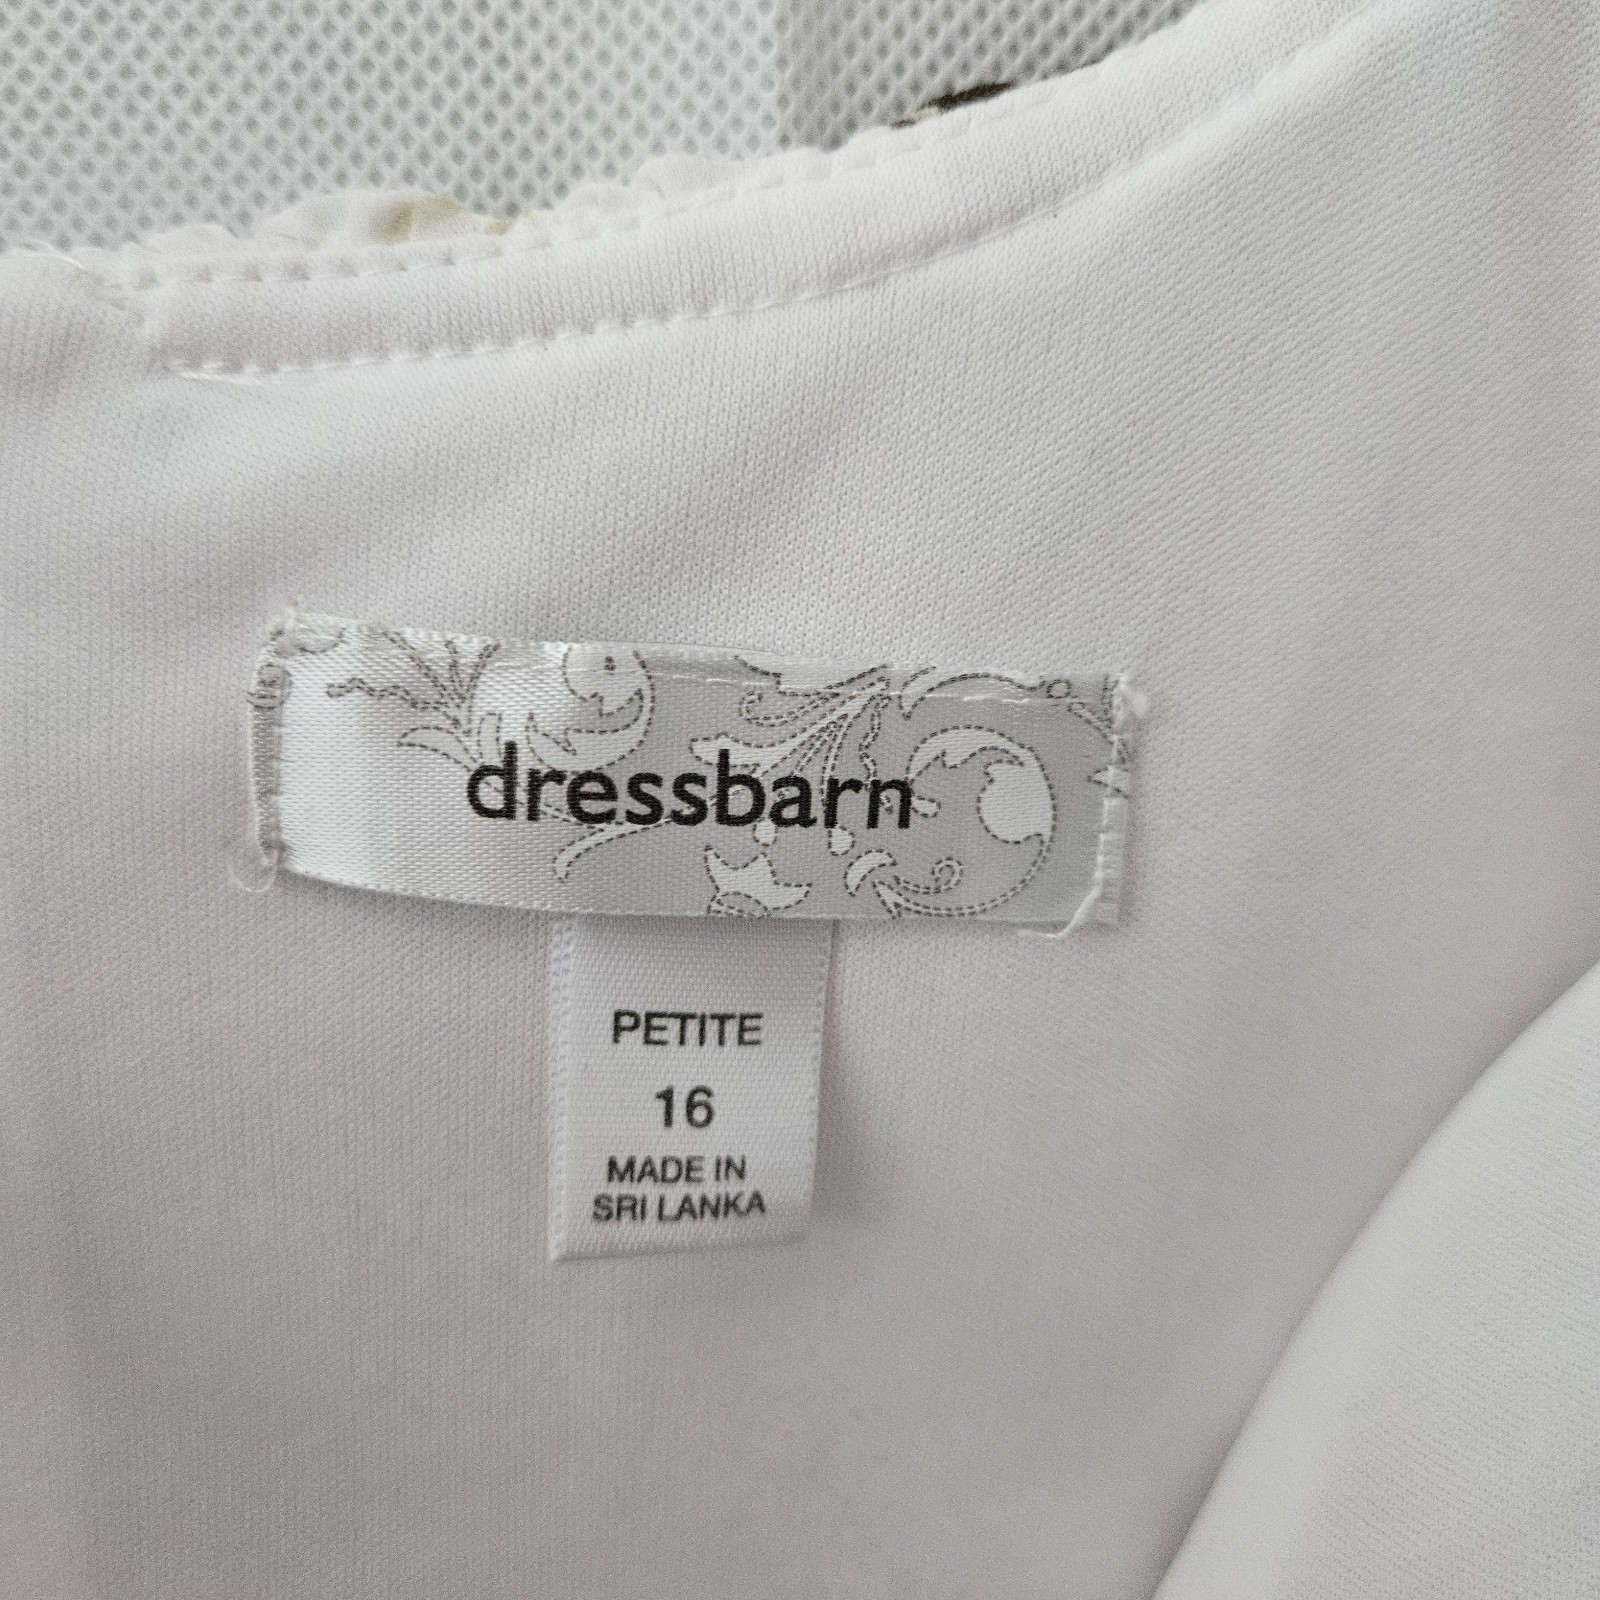 dressbarn
PETITE
16
MADE IN
SRI LANKA